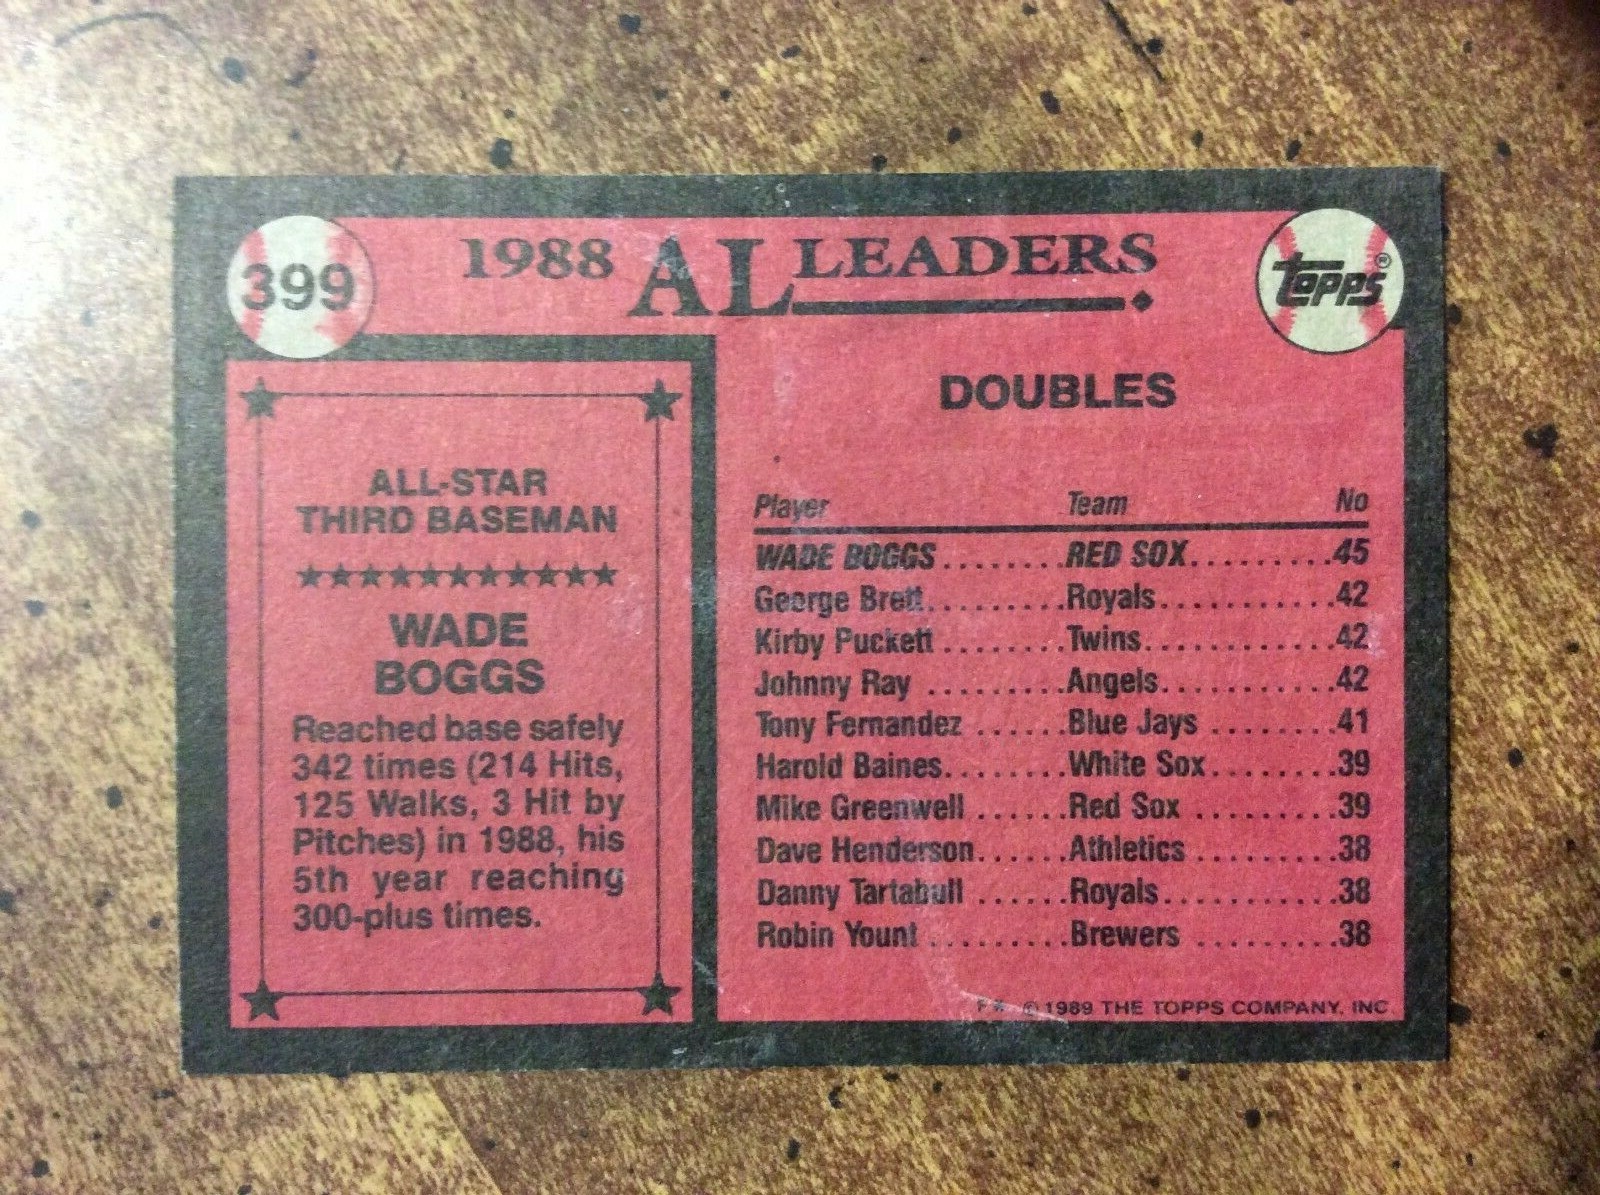 399
1988 AL LEADERS
topps®
ALL-STAR
THIRD BASEMAN
WADE
BOGGS
Reached base safely
342 times (214 Hits,
125 Walks, 3 Hit by
Pitches) in 1988, his
5th year reaching
300-plus times.
DOUBLES
Player Team No
WADE BOGGS........RED SOX..........45
George Brett..........Royals............42
Kirby Puckett.........Twins.............42
Johnny Ray ..........Angels............42
Tony Fernandez ......Blue Jays ........41
Harold Baines........White Sox.........39
Mike Greenwell ......Red Sox .........39
Dave Henderson......Athletics .........38
Danny Tartabull ......Royals............38
Robin Yount ..........Brewers .........38
© 1989 THE TOPPS COMPANY, INC